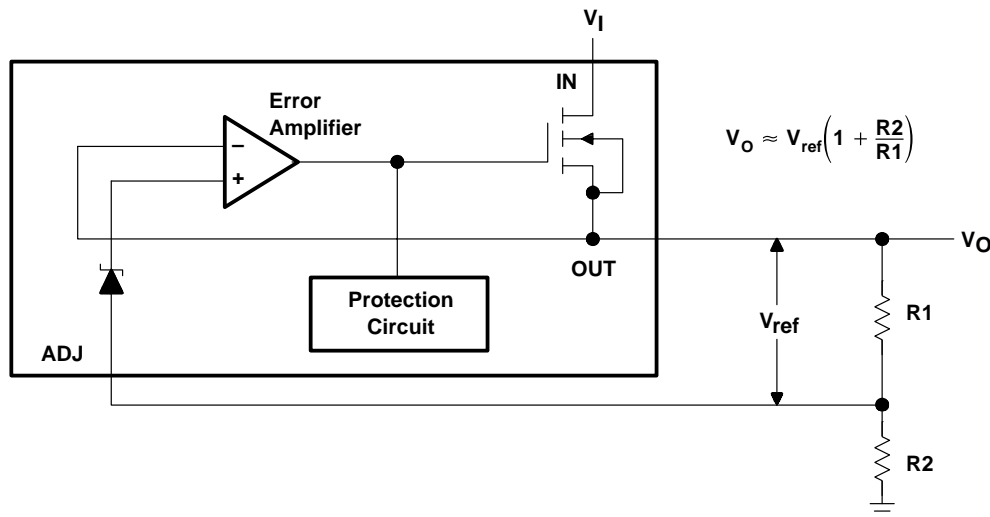 V_I
IN
Error
Amplifier
V_O ≈ V_ref(1 + R2/R1)
−
+
V_O
OUT
Protection
Circuit
V_ref
R1
ADJ
R2